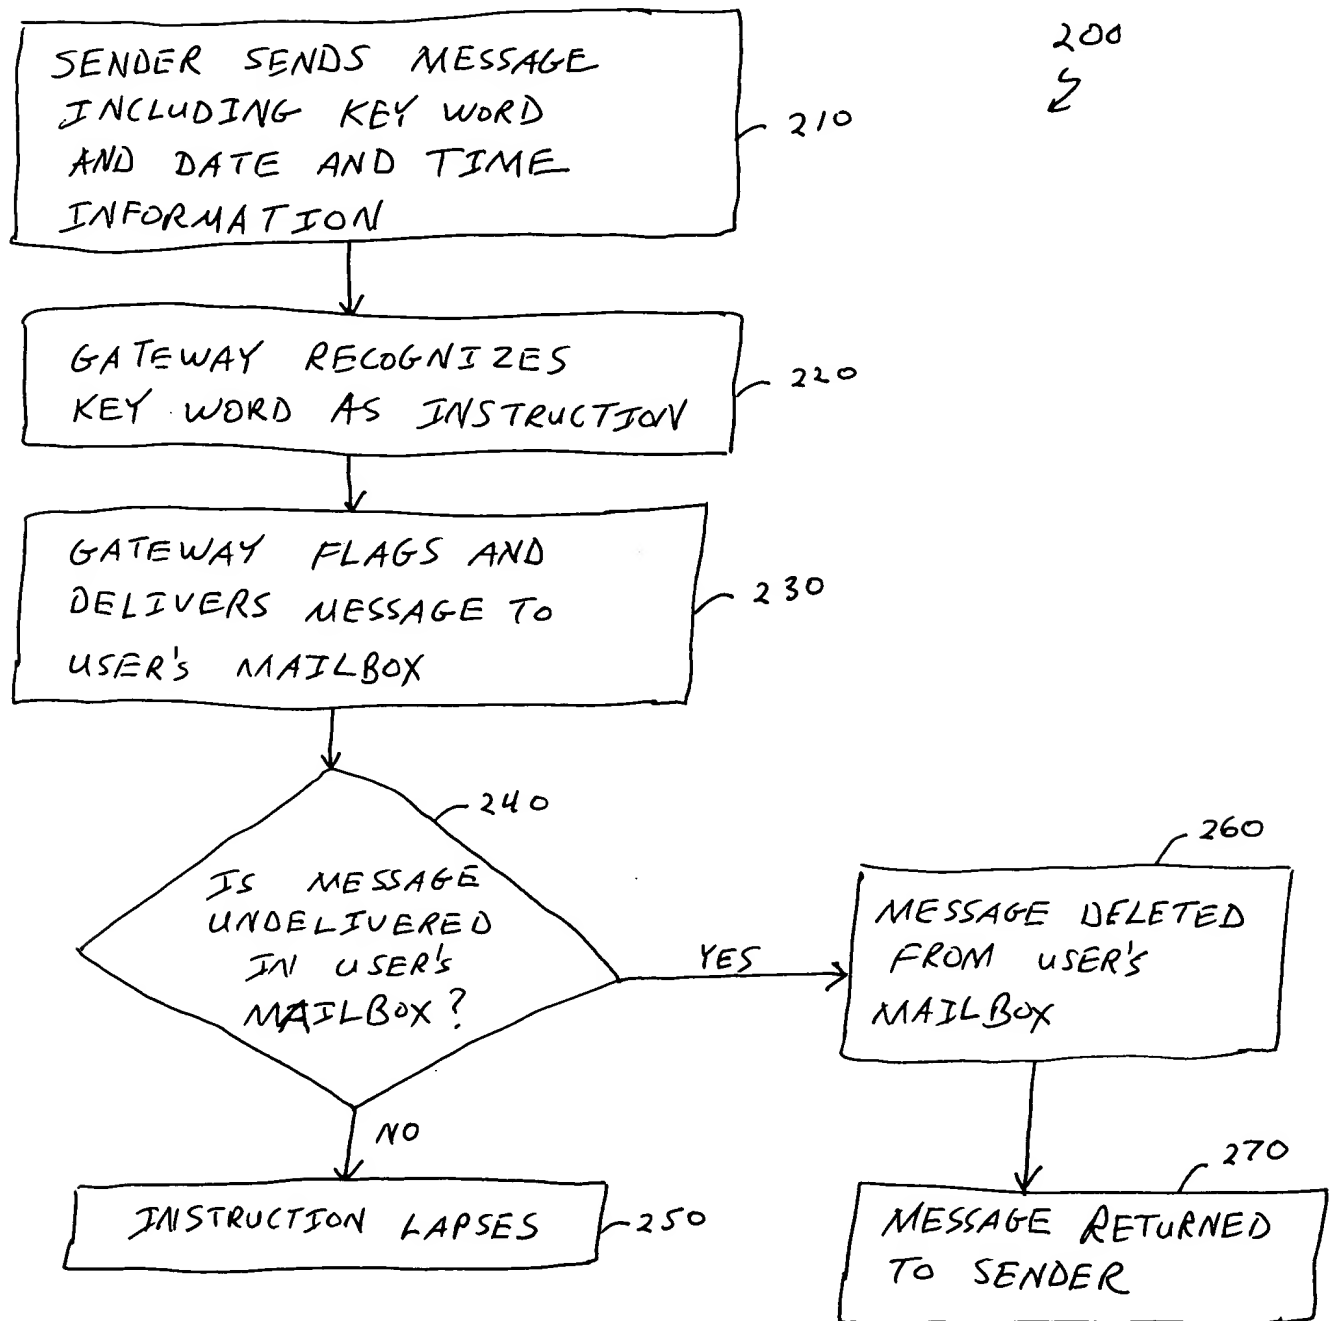 200
SENDER SENDS MESSAGE
INCLUDING KEY WORD
AND DATE AND TIME
INFORMATION
210
GATEWAY RECOGNIZES
KEY WORD AS INSTRUCTION
220
GATEWAY FLAGS AND
DELIVERS MESSAGE TO
USER'S MAILBOX
230
240
IS MESSAGE
UNDELIVERED
IN USER'S
MAILBOX?
YES
260
MESSAGE DELETED
FROM USER'S
MAILBOX
NO
INSTRUCTION LAPSES
250
270
MESSAGE RETURNED
TO SENDER